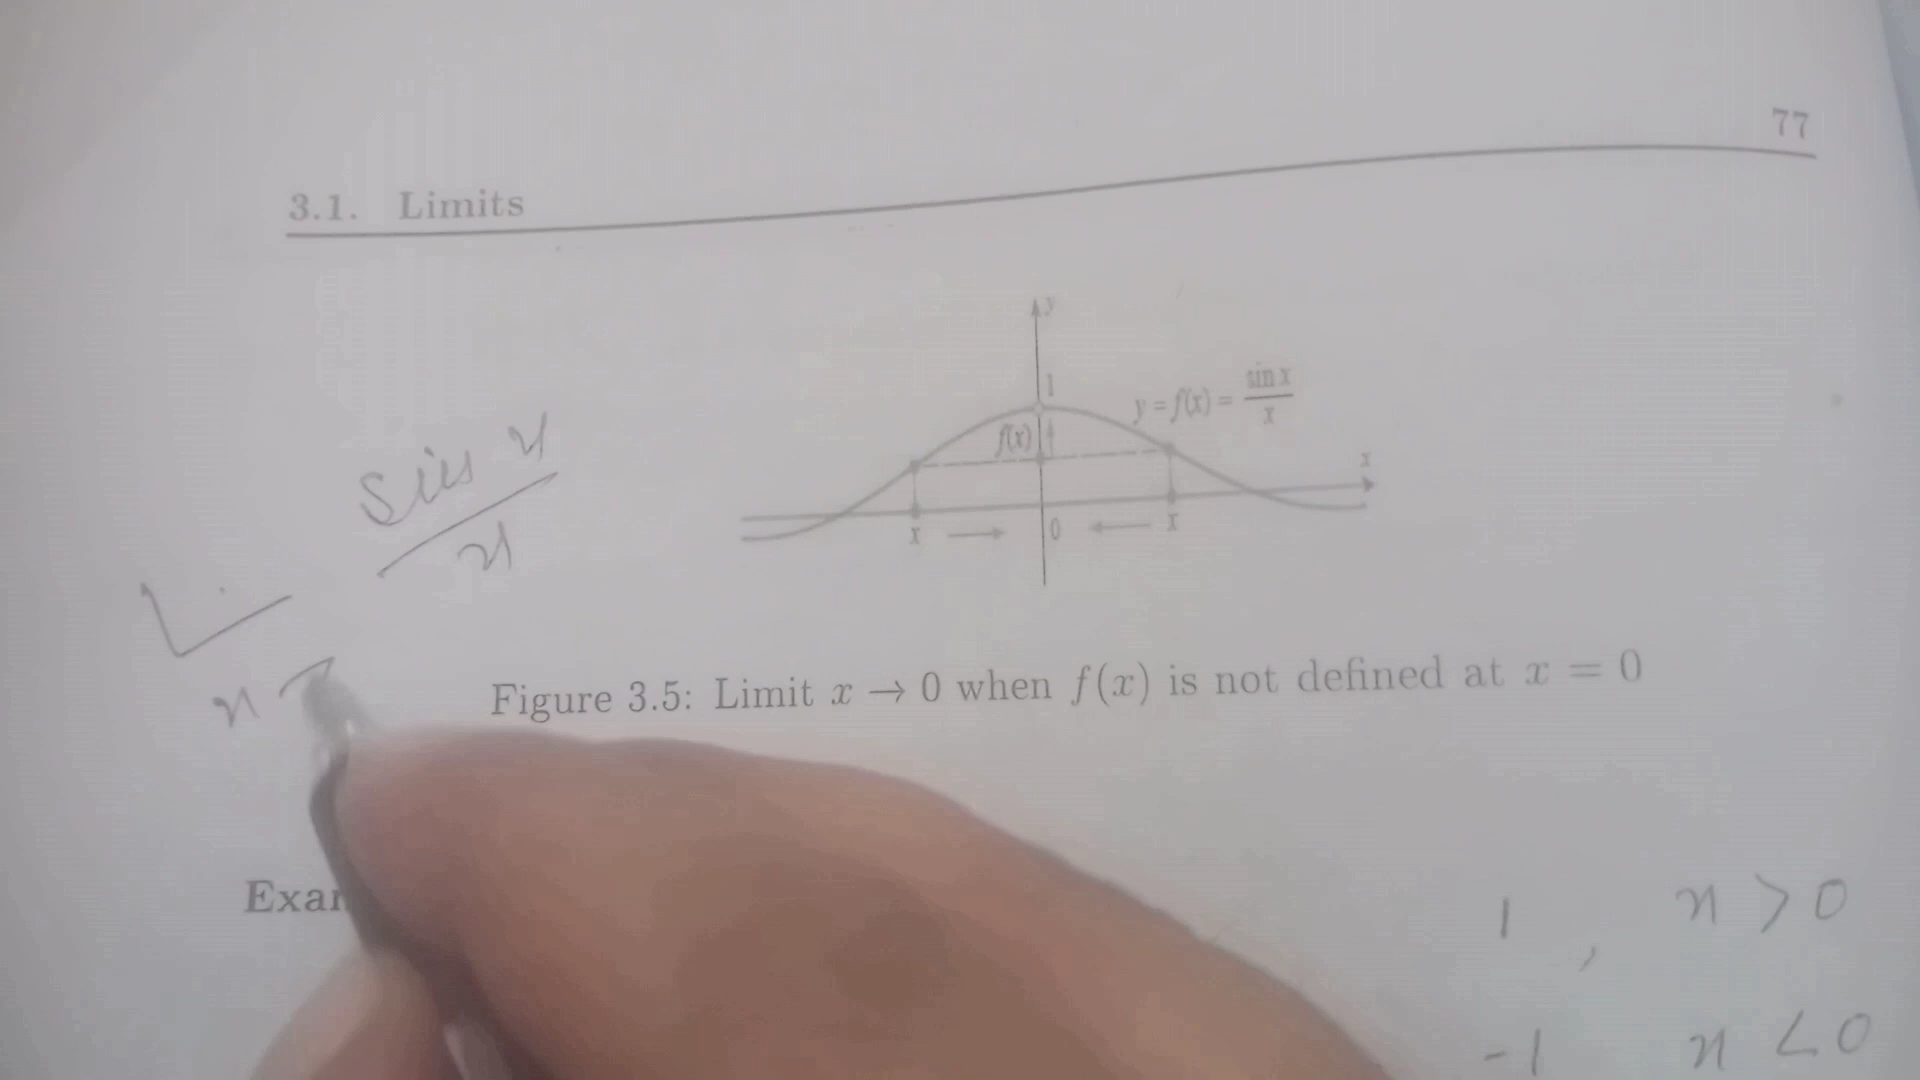 77
3.1. Limits
y
1
y = f(x) = sin x / x
f(x)
x
x 0 x
sin x
x
Li
x
Figure 3.5: Limit x → 0 when f(x) is not defined at x = 0
1 , x > 0
-1 x < 0